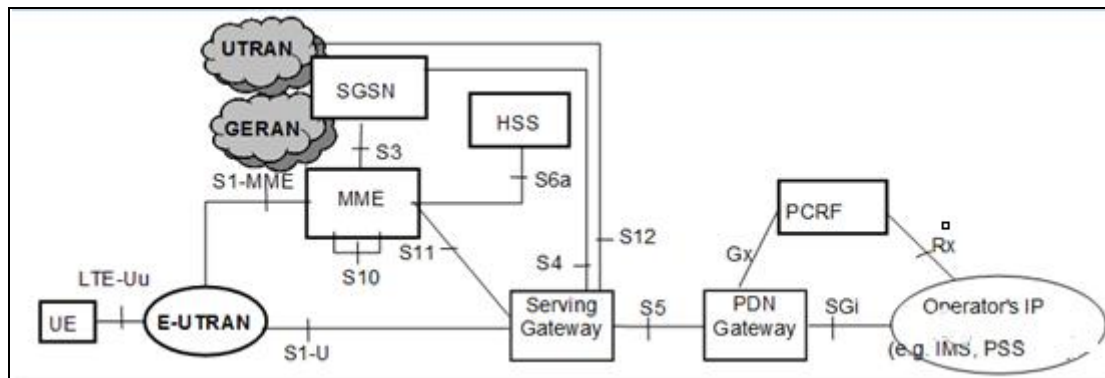 UTRAN
SGSN
GERAN
HSS
S3
S1-MME
S6a
MME
PCRF
S11
S12
Gx
Rx
S10
S4
LTE-Uu
UE
E-UTRAN
Serving
Gateway
S5
PDN
Gateway
SGi
Operator's IP
(e.g. IMS, PSS
S1-U